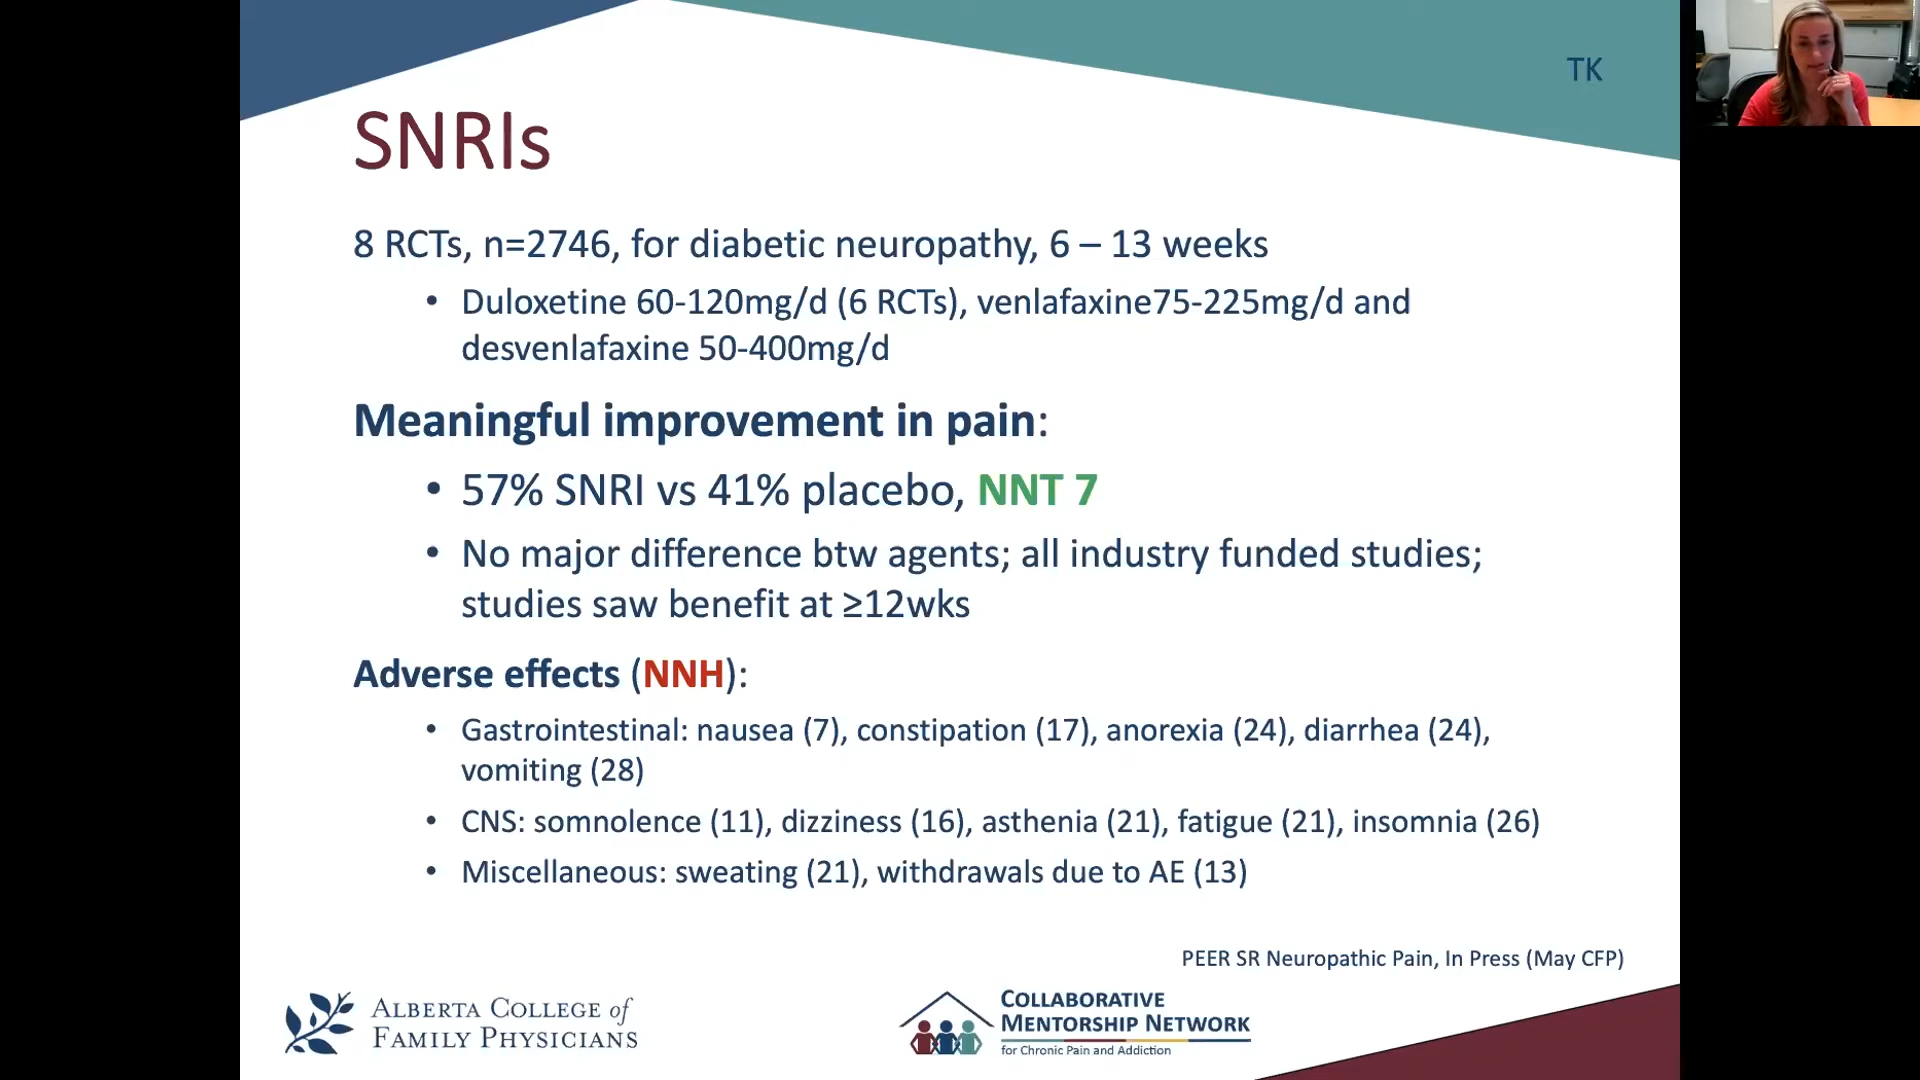 TK
SNRIs
8 RCTs, n=2746, for diabetic neuropathy, 6 – 13 weeks
• Duloxetine 60-120mg/d (6 RCTs), venlafaxine75-225mg/d and
desvenlafaxine 50-400mg/d
Meaningful improvement in pain:
• 57% SNRI vs 41% placebo, NNT 7
• No major difference btw agents; all industry funded studies;
studies saw benefit at ≥12wks
Adverse effects (NNH):
• Gastrointestinal: nausea (7), constipation (17), anorexia (24), diarrhea (24),
vomiting (28)
• CNS: somnolence (11), dizziness (16), asthenia (21), fatigue (21), insomnia (26)
• Miscellaneous: sweating (21), withdrawals due to AE (13)
PEER SR Neuropathic Pain, In Press (May CFP)
ALBERTA COLLEGE of
FAMILY PHYSICIANS
COLLABORATIVE
MENTORSHIP NETWORK
for Chronic Pain and Addiction